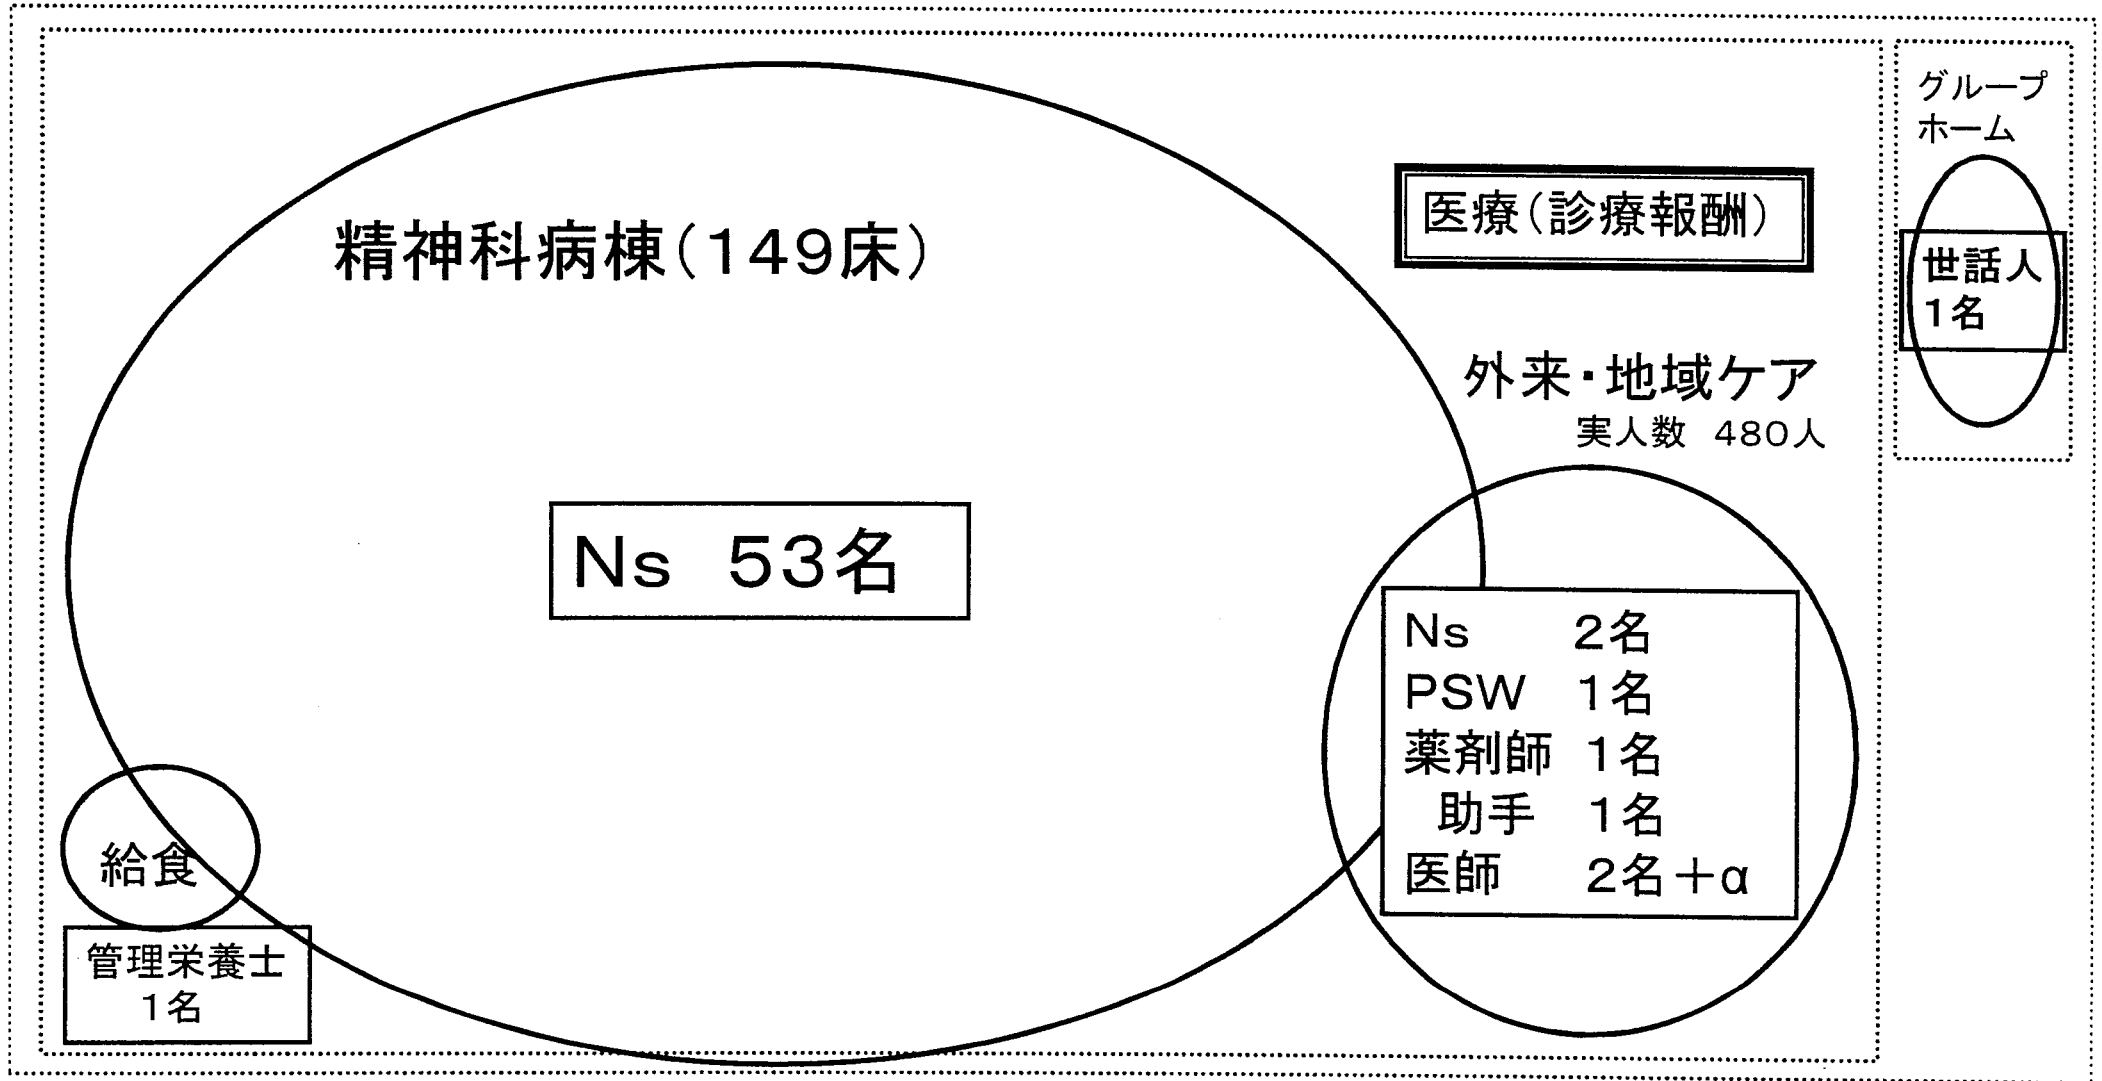 精神科病棟(149床)
Ns 53名
給食
管理栄養士
1名
医療(診療報酬)
外来・地域ケア
実人数 480人
Ns 2名
PSW 1名
薬剤師 1名
助手 1名
医師 2名+α
グループ
ホーム
世話人
1名